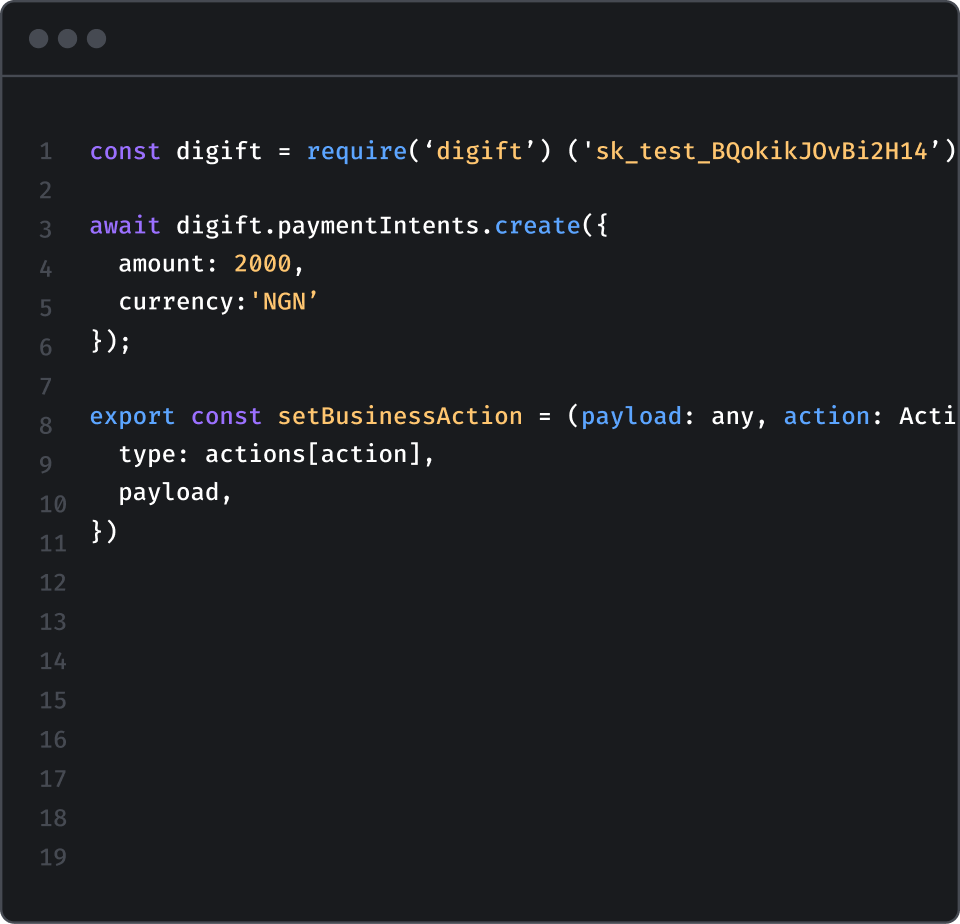 1 const digift = require(‘digift’) ('sk_test_BQokikJOvBi2H14’)
2
3 await digift.paymentIntents.create({
4   amount: 2000,
5   currency:'NGN’
6 });
7
8 export const setBusinessAction = (payload: any, action: Acti
9   type: actions[action],
10   payload,
11 })
12
13
14
15
16
17
18
19